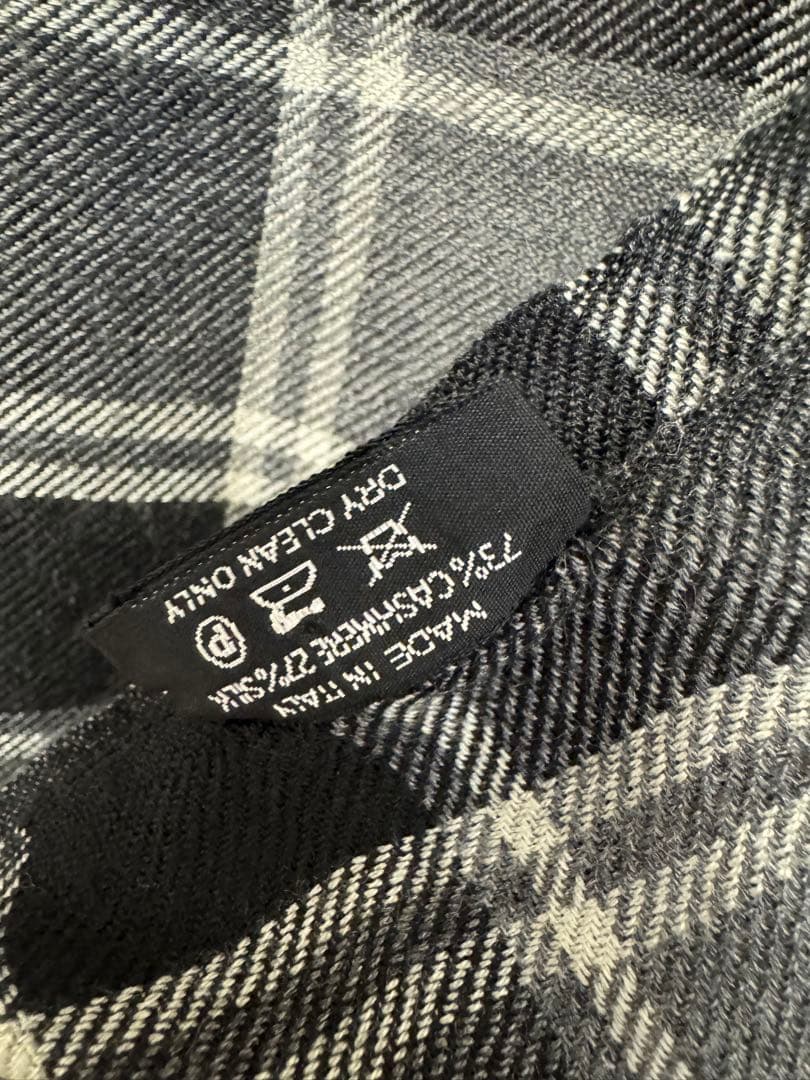 MADE IN ITALY
73% CASHMERE 27% SILK
P
DRY CLEAN ONLY